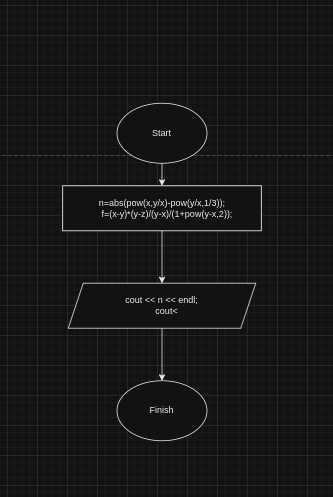 Start
n=abs(pow(x,y/x)-pow(y/x,1/3));
f=(x-y)*(y-z)/(y-x)/(1+pow(y-x,2));
cout << n << endl;
cout<
Finish